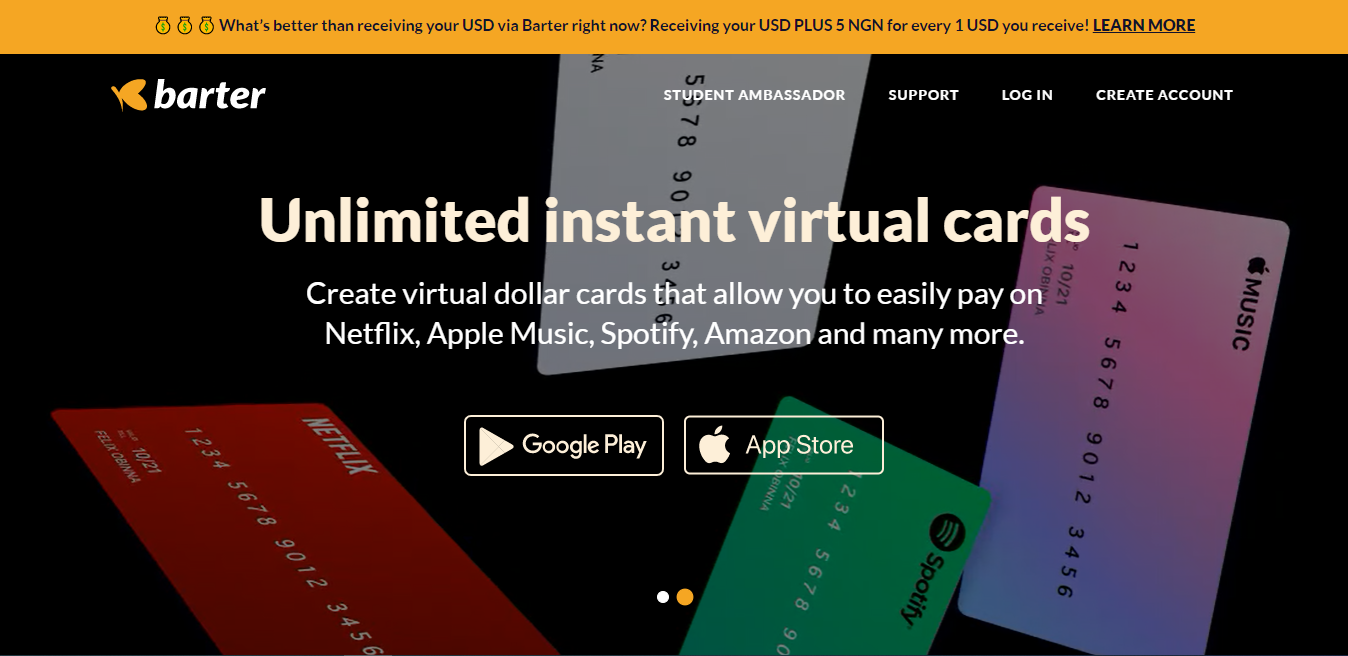 What's better than receiving your USD via Barter right now? Receiving your USD PLUS 5 NGN for every 1 USD you receive! LEARN MORE
barter
STUDENT AMBASSADOR
SUPPORT
LOG IN
CREATE ACCOUNT
Unlimited instant virtual cards
Create virtual dollar cards that allow you to easily pay on
Netflix, Apple Music, Spotify, Amazon and many more.
Google Play
App Store
NA
5678 9012 3456
MUSIC
1234 5678 9012 3456
10/21
FELIX OBINNA
NETFLIX
1234 5678 9012 3456
10/21
FELIX OBINNA
Spotify
1234 5678 90
10/21
FELIX OBINNA